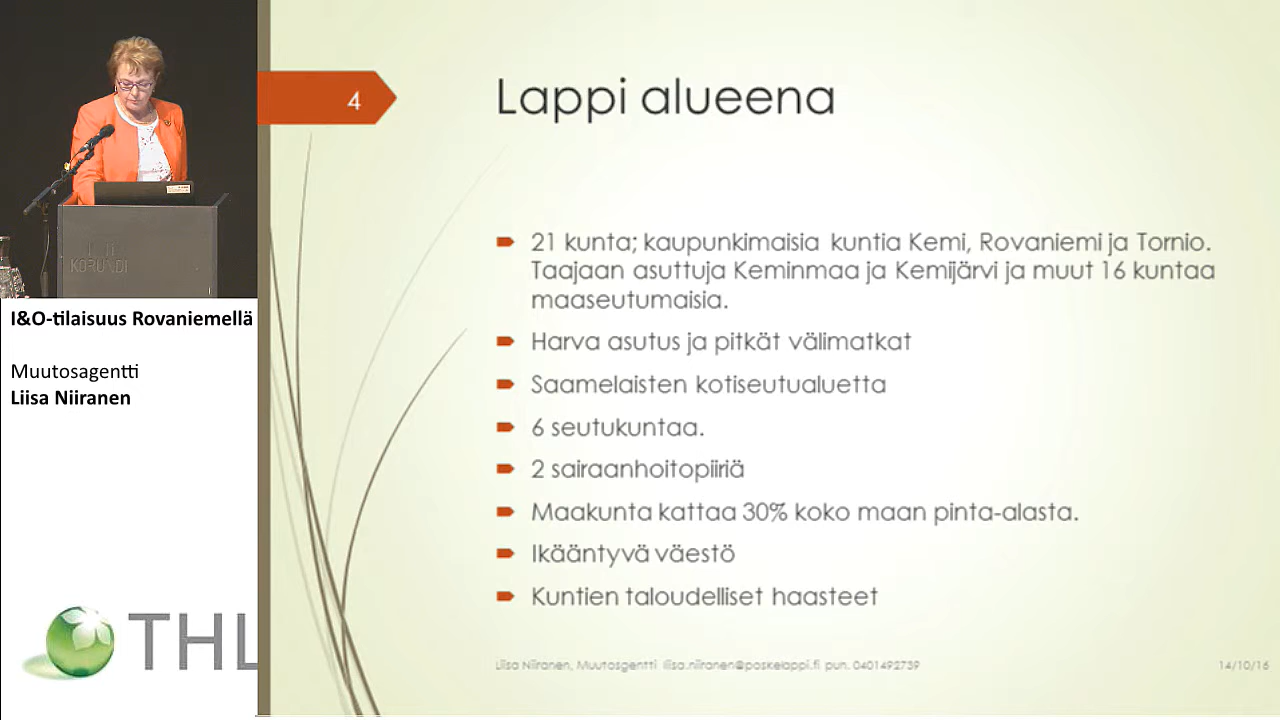 4
Lappi alueena
21 kunta; kaupunkimaisia kuntia Kemi, Rovaniemi ja Tornio.
Taajaan asuttuja Keminmaa ja Kemijärvi ja muut 16 kuntaa
maaseutumaisia.
Harva asutus ja pitkät välimatkat
Saamelaisten kotiseutualuetta
6 seutukuntaa.
2 sairaanhoitopiiriä
Maakunta kattaa 30% koko maan pinta-alasta.
Ikääntyvä väestö
Kuntien taloudelliset haasteet
Liisa Niiranen, Muutosgentti liisa.niiranen@poskelappi.fi pun. 0401492739
14/10/16
KORUNDI
I&O-tilaisuus Rovaniemellä
Muutosagentti
Liisa Niiranen
THL